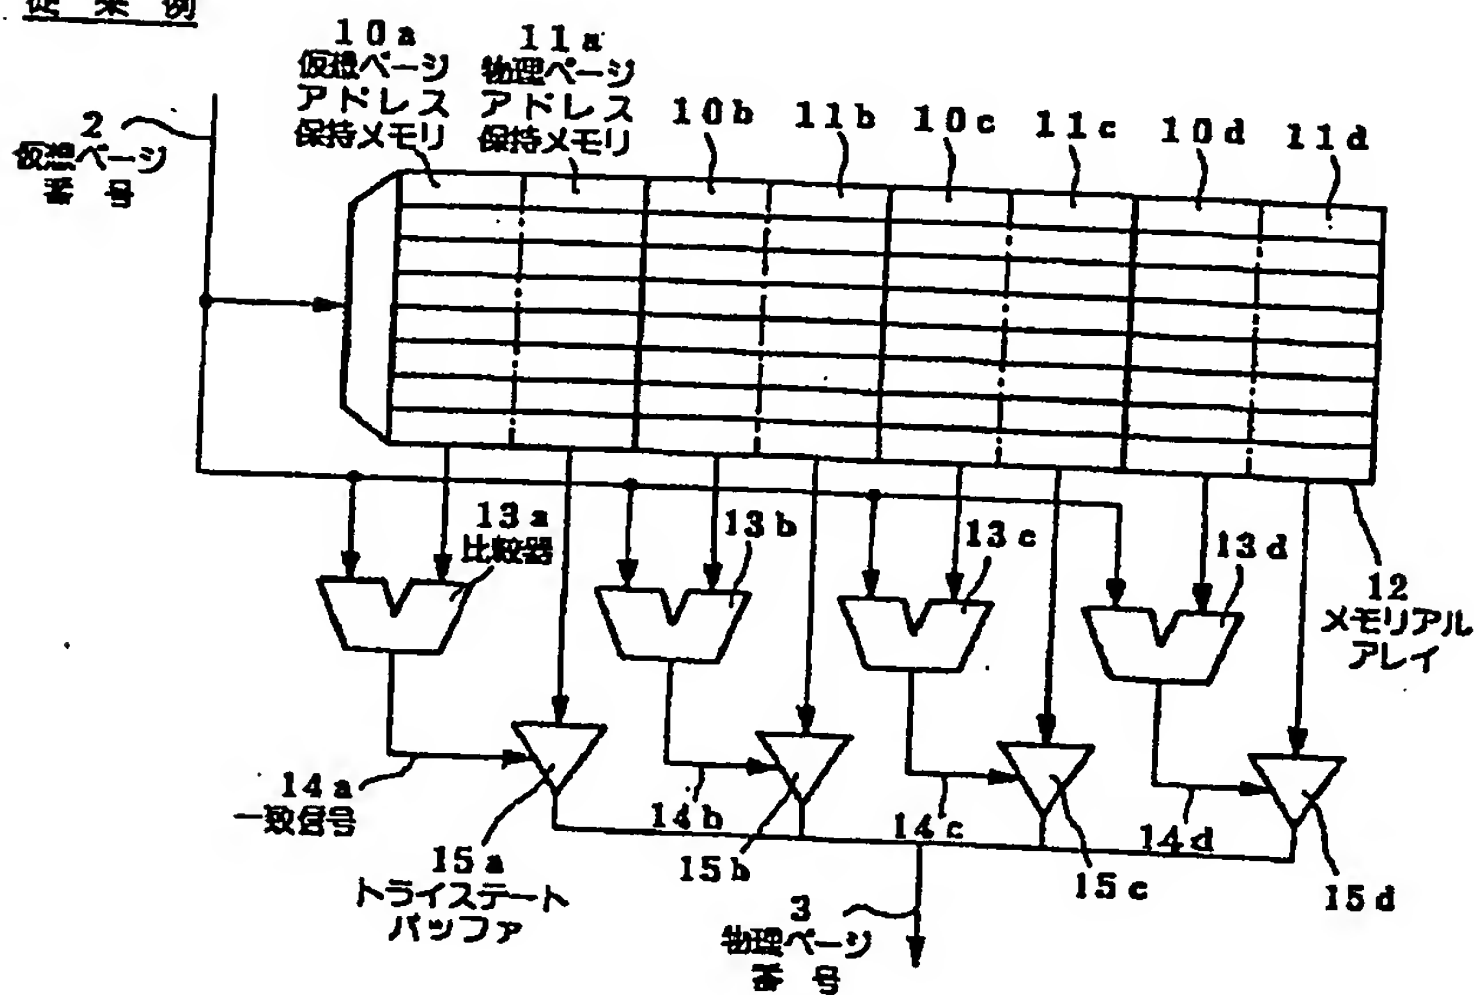 従来例
10a
仮想ページ
アドレス
保持メモリ
11a
物理ページ
アドレス
保持メモリ
10b
11b
10c
11c
10d
11d
2
仮想ページ
番号
13a
比較器
13b
13c
13d
12
メモリアル
アレイ
14a
一致信号
14b
14c
14d
15a
トライステート
バッファ
15b
15c
15d
3
物理ページ
番号